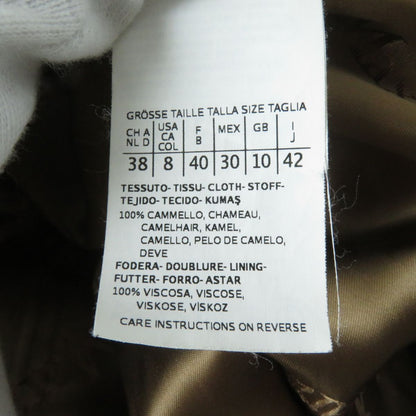 GRÖSSE TAILLE TALLA SIZE TAGLIA
CH A USA F MEX GB I
NL D CA B J
COL
38 8 40 30 10 42
TESSUTO- TISSU- CLOTH- STOFF-
TEJIDO- TECIDO- KUMAŞ
100% CAMMELLO, CHAMEAU,
CAMELHAIR, KAMEL,
CAMELLO, PELO DE CAMELO,
DEVE
FODERA- DOUBLURE- LINING-
FUTTER- FORRO- ASTAR
100% VISCOSA, VISCOSE,
VISKOSE, VİSKOZ
CARE INSTRUCTIONS ON REVERSE